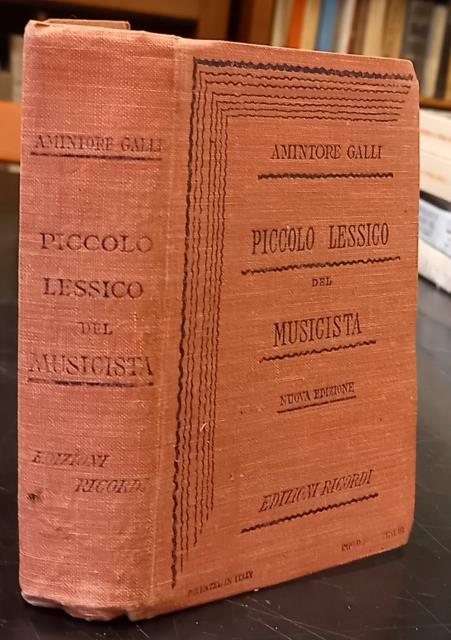 AMINTORE GALLI
PICCOLO
LESSICO
DEL
MUSICISTA
EDIZIONI
RICORDI
AMINTORE GALLI
PICCOLO LESSICO
DEL
MUSICISTA
NUOVA EDIZIONE
EDIZIONI RICORDI
PRINTED IN ITALY